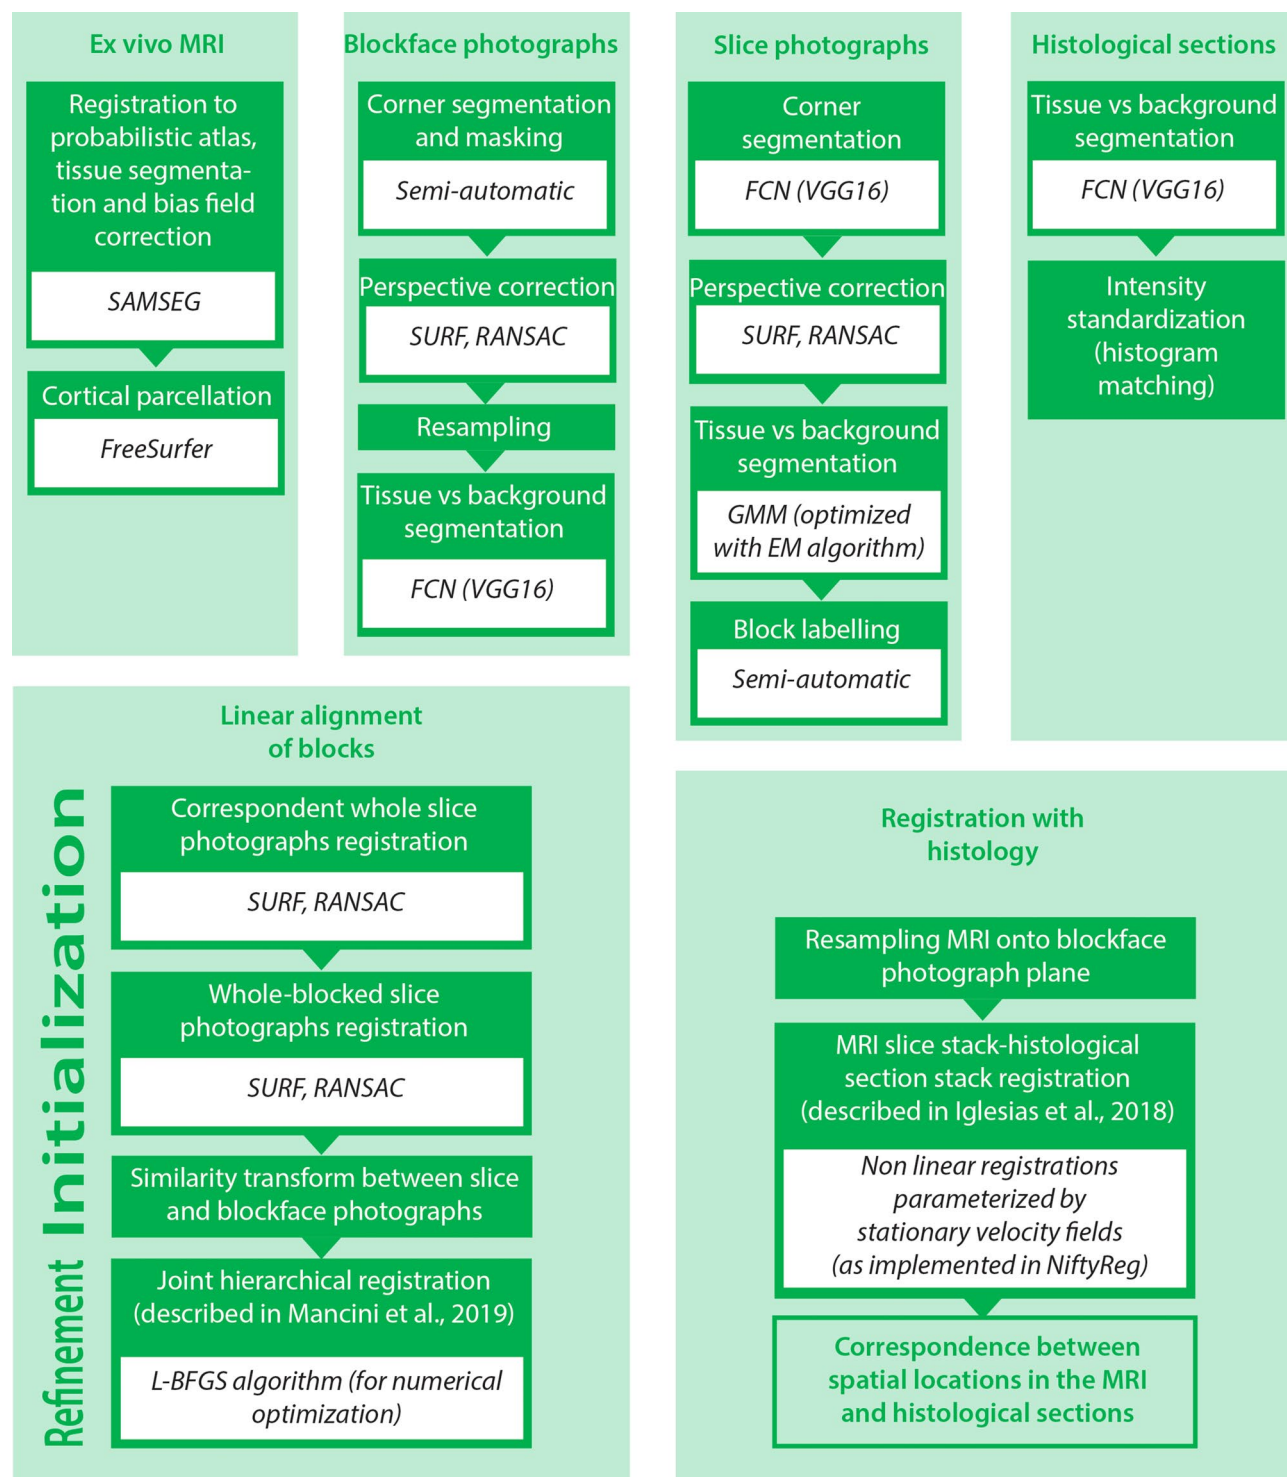 Ex vivo MRI
Registration to
probabilistic atlas,
tissue segmenta-
tion and bias field
correction
SAMSEG
Cortical parcellation
FreeSurfer
Blockface photographs
Corner segmentation
and masking
Semi-automatic
Perspective correction
SURF, RANSAC
Resampling
Tissue vs background
segmentation
FCN (VGG16)
Slice photographs
Corner
segmentation
FCN (VGG16)
Perspective correction
SURF, RANSAC
Tissue vs background
segmentation
GMM (optimized
with EM algorithm)
Block labelling
Semi-automatic
Histological sections
Tissue vs background
segmentation
FCN (VGG16)
Intensity
standardization
(histogram
matching)
Linear alignment
of blocks
Initialization
Correspondent whole slice
photographs registration
SURF, RANSAC
Whole-blocked slice
photographs registration
SURF, RANSAC
Similarity transform between slice
and blockface photographs
Refinement
Joint hierarchical registration
(described in Mancini et al., 2019)
L-BFGS algorithm (for numerical
optimization)
Registration with
histology
Resampling MRI onto blockface
photograph plane
MRI slice stack-histological
section stack registration
(described in Iglesias et al., 2018)
Non linear registrations
parameterized by
stationary velocity fields
(as implemented in NiftyReg)
Correspondence between
spatial locations in the MRI
and histological sections